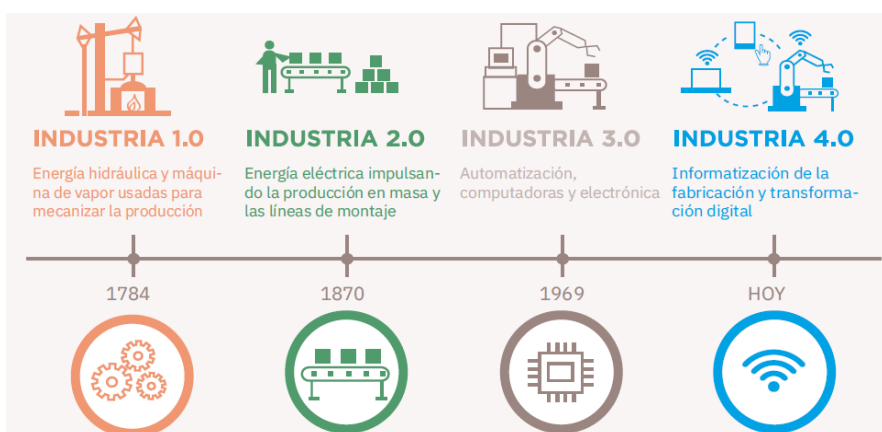 INDUSTRIA 1.0
Energía hidráulica y máqui-
na de vapor usadas para
mecanizar la producción
1784
INDUSTRIA 2.0
Energía eléctrica impulsan-
do la producción en masa y
las líneas de montaje
1870
INDUSTRIA 3.0
Automatización,
computadoras y electrónica
1969
INDUSTRIA 4.0
Informatización de la
fabricación y transforma-
ción digital
HOY